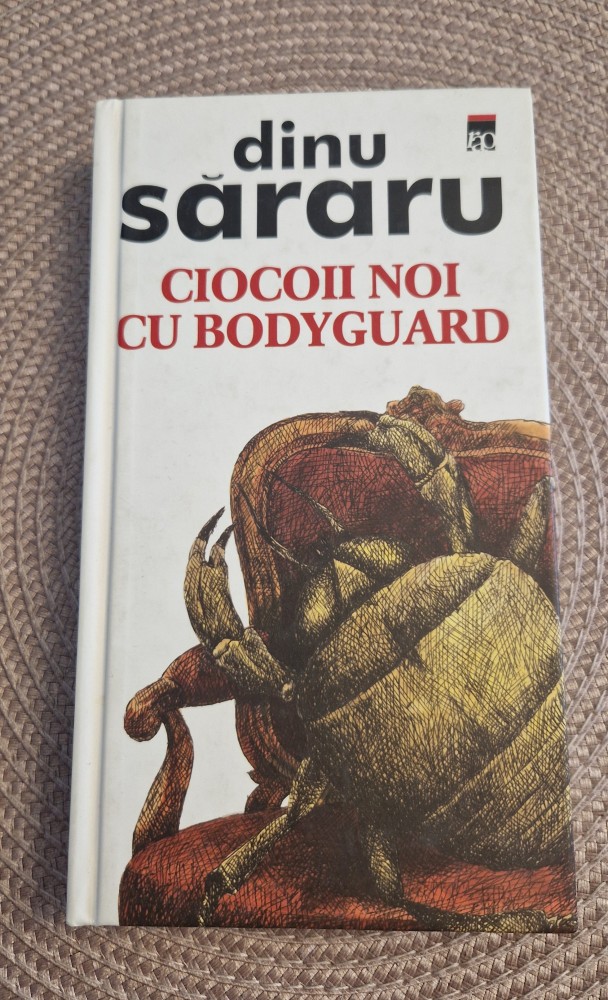 dinu
săraru
rao
CIOCOII NOI
CU BODYGUARD